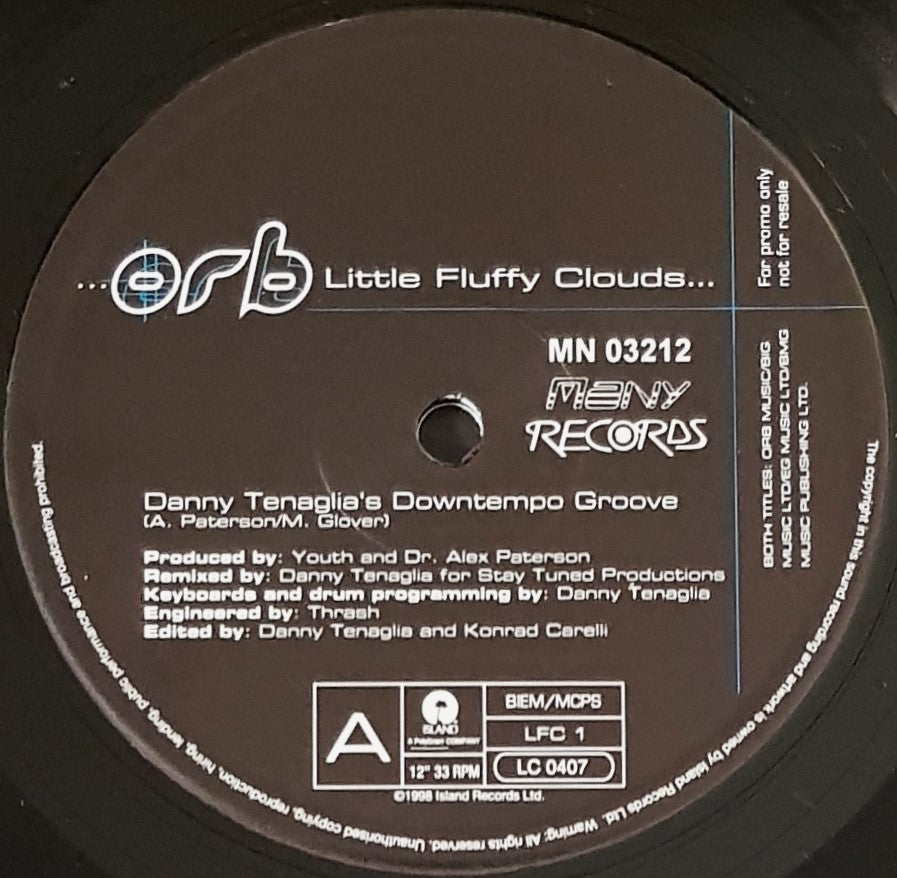 ...orb Little Fluffy Clouds...
For promo only
not for resale
MN 03212
MANY
RECORDS
BOTH TITLES: ORB MUSIC/BIG
MUSIC LTD/EG MUSIC LTD/BMG
MUSIC PUBLISHING LTD.
Danny Tenaglia's Downtempo Groove
(A. Paterson/M. Glover)
Produced by: Youth and Dr. Alex Paterson
Remixed by: Danny Tenaglia for Stay Tuned Productions
Keyboards and drum programming by: Danny Tenaglia
Engineered by: Thrash
Edited by: Danny Tenaglia and Konrad Carelli
A
ISLAND
A PolyGram COMPANY
12" 33 RPM
BIEM/MCPS
LFC 1
LC 0407
©1998 Island Records Ltd.
The copyright in this sound recording and artwork is owned by Island Records Ltd. Warning: All rights reserved. Unauthorised copying, reproduction, hiring, lending, public performance and broadcasting prohibited.